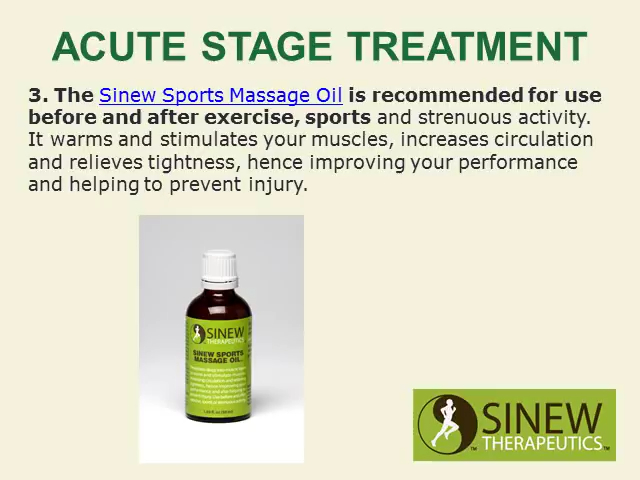 ACUTE STAGE TREATMENT
3. The Sinew Sports Massage Oil is recommended for use
before and after exercise, sports and strenuous activity.
It warms and stimulates your muscles, increases circulation
and relieves tightness, hence improving your performance
and helping to prevent injury.
SINEW
THERAPEUTICS
SINEW SPORTS
MASSAGE OIL
SINEW
THERAPEUTICS™